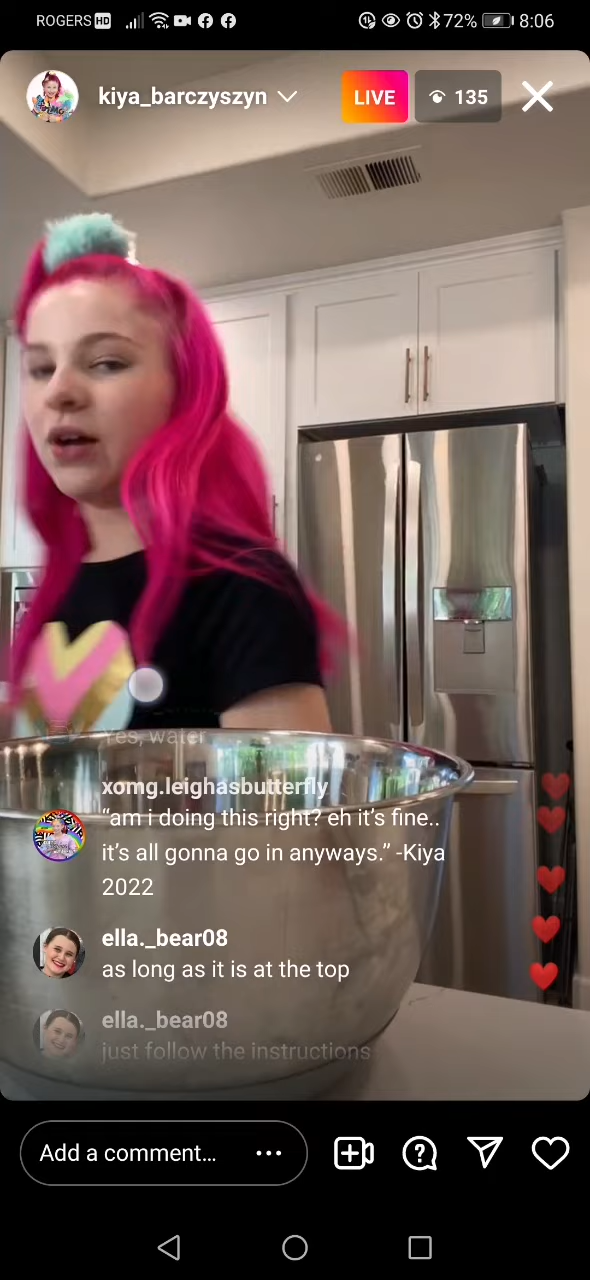 ROGERS HD 72% 8:06
kiya_barczyszyn LIVE 135
Yes, water
xomg.leighasbutterfly
“am i doing this right? eh it’s fine..
it’s all gonna go in anyways.” -Kiya
2022
ella._bear08
as long as it is at the top
ella._bear08
just follow the instructions
Add a comment...